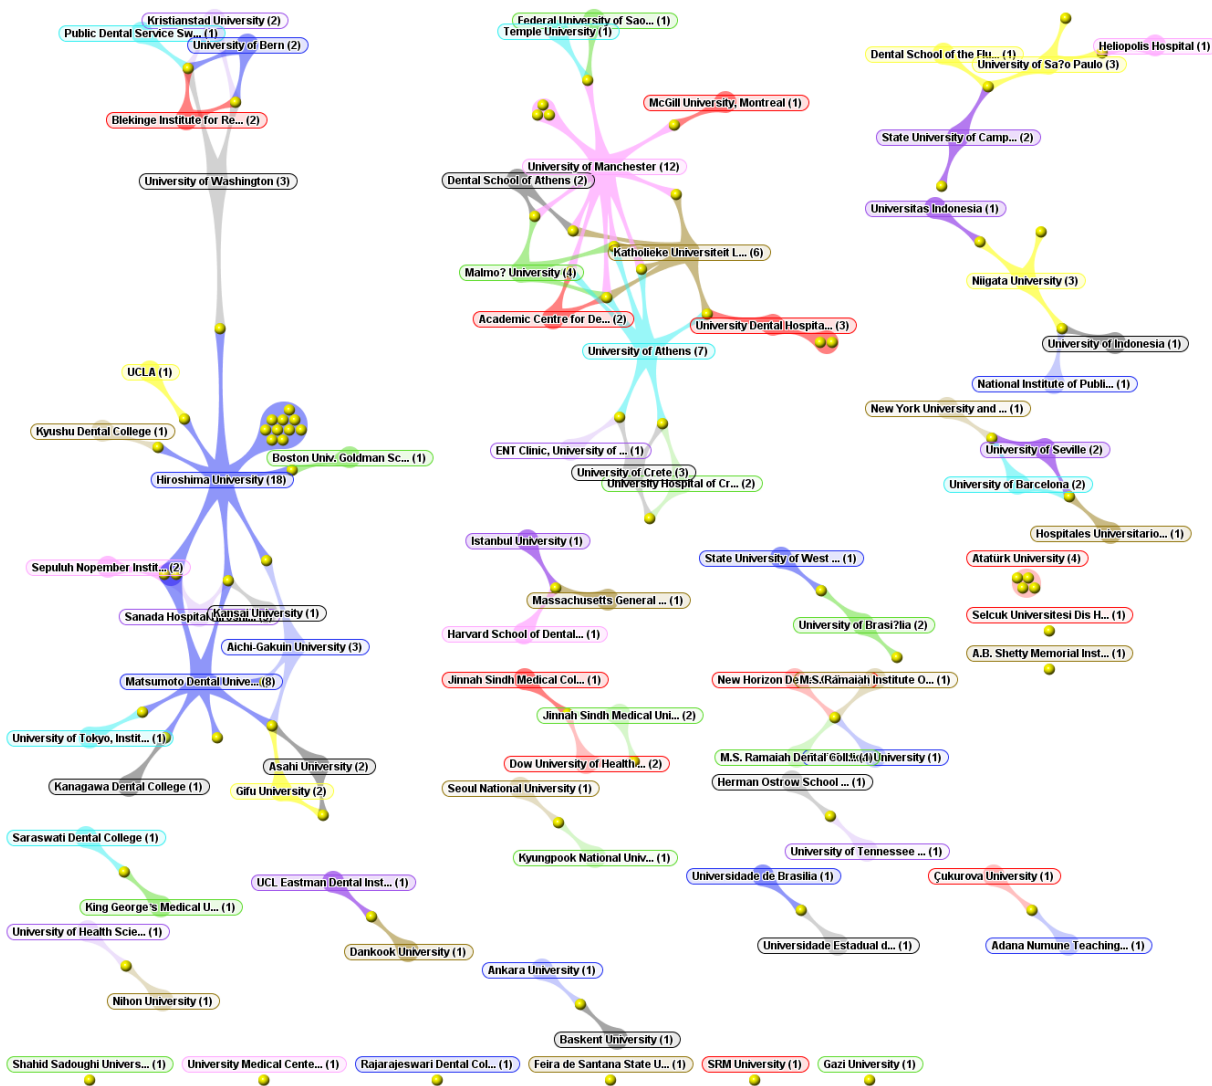 Kristianstad University (2)
Public Dental Service Sw... (1)
University of Bern (2)
Blekinge Institute for Re... (2)
University of Washington (3)
UCLA (1)
Kyushu Dental College (1)
Boston Univ. Goldman Sc... (1)
Hiroshima University (18)
Sepuluh Nopember Instit... (2)
Sanada Hospital
Kansai University (1)
Aichi-Gakuin University (3)
Matsumoto Dental Unive... (8)
University of Tokyo, Instit... (1)
Asahi University (2)
Kanagawa Dental College (1)
Gifu University (2)
Federal University of Sao... (1)
Temple University (1)
McGill University, Montreal (1)
University of Manchester (12)
Dental School of Athens (2)
Katholieke Universiteit L... (6)
Malmo? University (4)
Academic Centre for De... (2)
University Dental Hospita... (3)
University of Athens (7)
ENT Clinic, University of ... (1)
University of Crete (3)
University Hospital of Cr... (2)
Heliopolis Hospital (1)
Dental School of the Flu... (1)
University of Sa?o Paulo (3)
State University of Camp... (2)
Universitas Indonesia (1)
Niigata University (3)
University of Indonesia (1)
National Institute of Publi... (1)
New York University and ... (1)
University of Seville (2)
University of Barcelona (2)
Hospitales Universitario... (1)
Istanbul University (1)
Massachusetts General ... (1)
Harvard School of Dental... (1)
State University of West ... (1)
University of Brasi?lia (2)
Atatürk University (4)
Selcuk Universitesi Dis H... (1)
A.B. Shetty Memorial Inst... (1)
Jinnah Sindh Medical Col... (1)
Jinnah Sindh Medical Uni... (2)
Dow University of Health ... (2)
New Horizon De
M.S. Ramaiah Institute O... (1)
M.S. Ramaiah Dental Coll...
University (1)
Seoul National University (1)
Kyungpook National Univ... (1)
Herman Ostrow School ... (1)
University of Tennessee ... (1)
Saraswati Dental College (1)
King George's Medical U... (1)
UCL Eastman Dental Inst... (1)
Dankook University (1)
Universidade de Brasilia (1)
Universidade Estadual d... (1)
Çukurova University (1)
Adana Numune Teaching... (1)
University of Health Scie... (1)
Nihon University (1)
Ankara University (1)
Baskent University (1)
Shahid Sadoughi Univers... (1)
University Medical Cente... (1)
Rajarajeswari Dental Col... (1)
Feira de Santana State U... (1)
SRM University (1)
Gazi University (1)